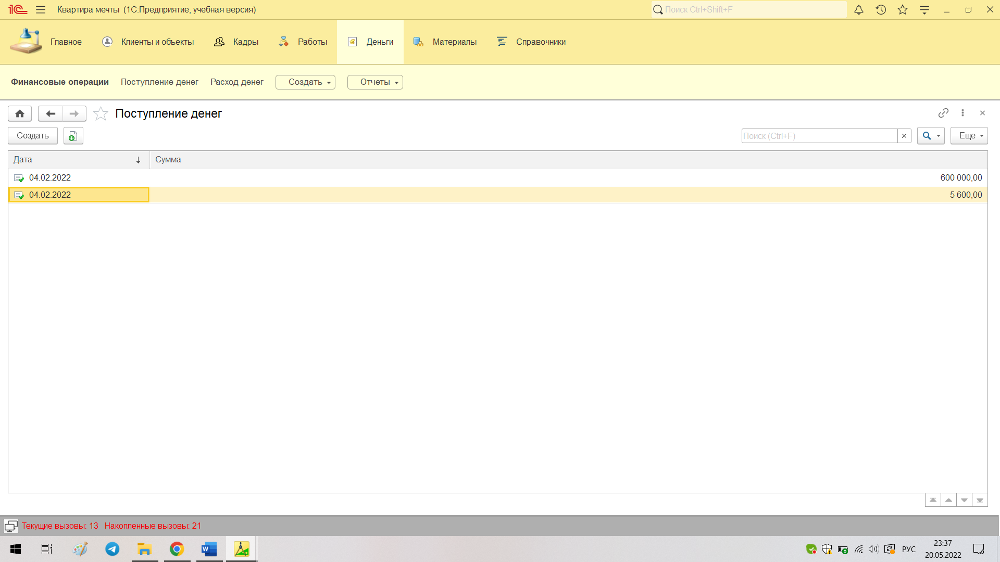 1С Квартира мечты (1С:Предприятие, учебная версия) Поиск Ctrl+Shift+F
Главное Клиенты и объекты Кадры Работы Деньги Материалы Справочники
Финансовые операции Поступление денег Расход денег Создать Отчеты
Поступление денег
Создать Поиск (Ctrl+F) × Еще
Дата ↓ Сумма
04.02.2022 600 000,00
04.02.2022 5 600,00
Текущие вызовы: 13 Накопленные вызовы: 21
W РУС 23:37
20.05.2022